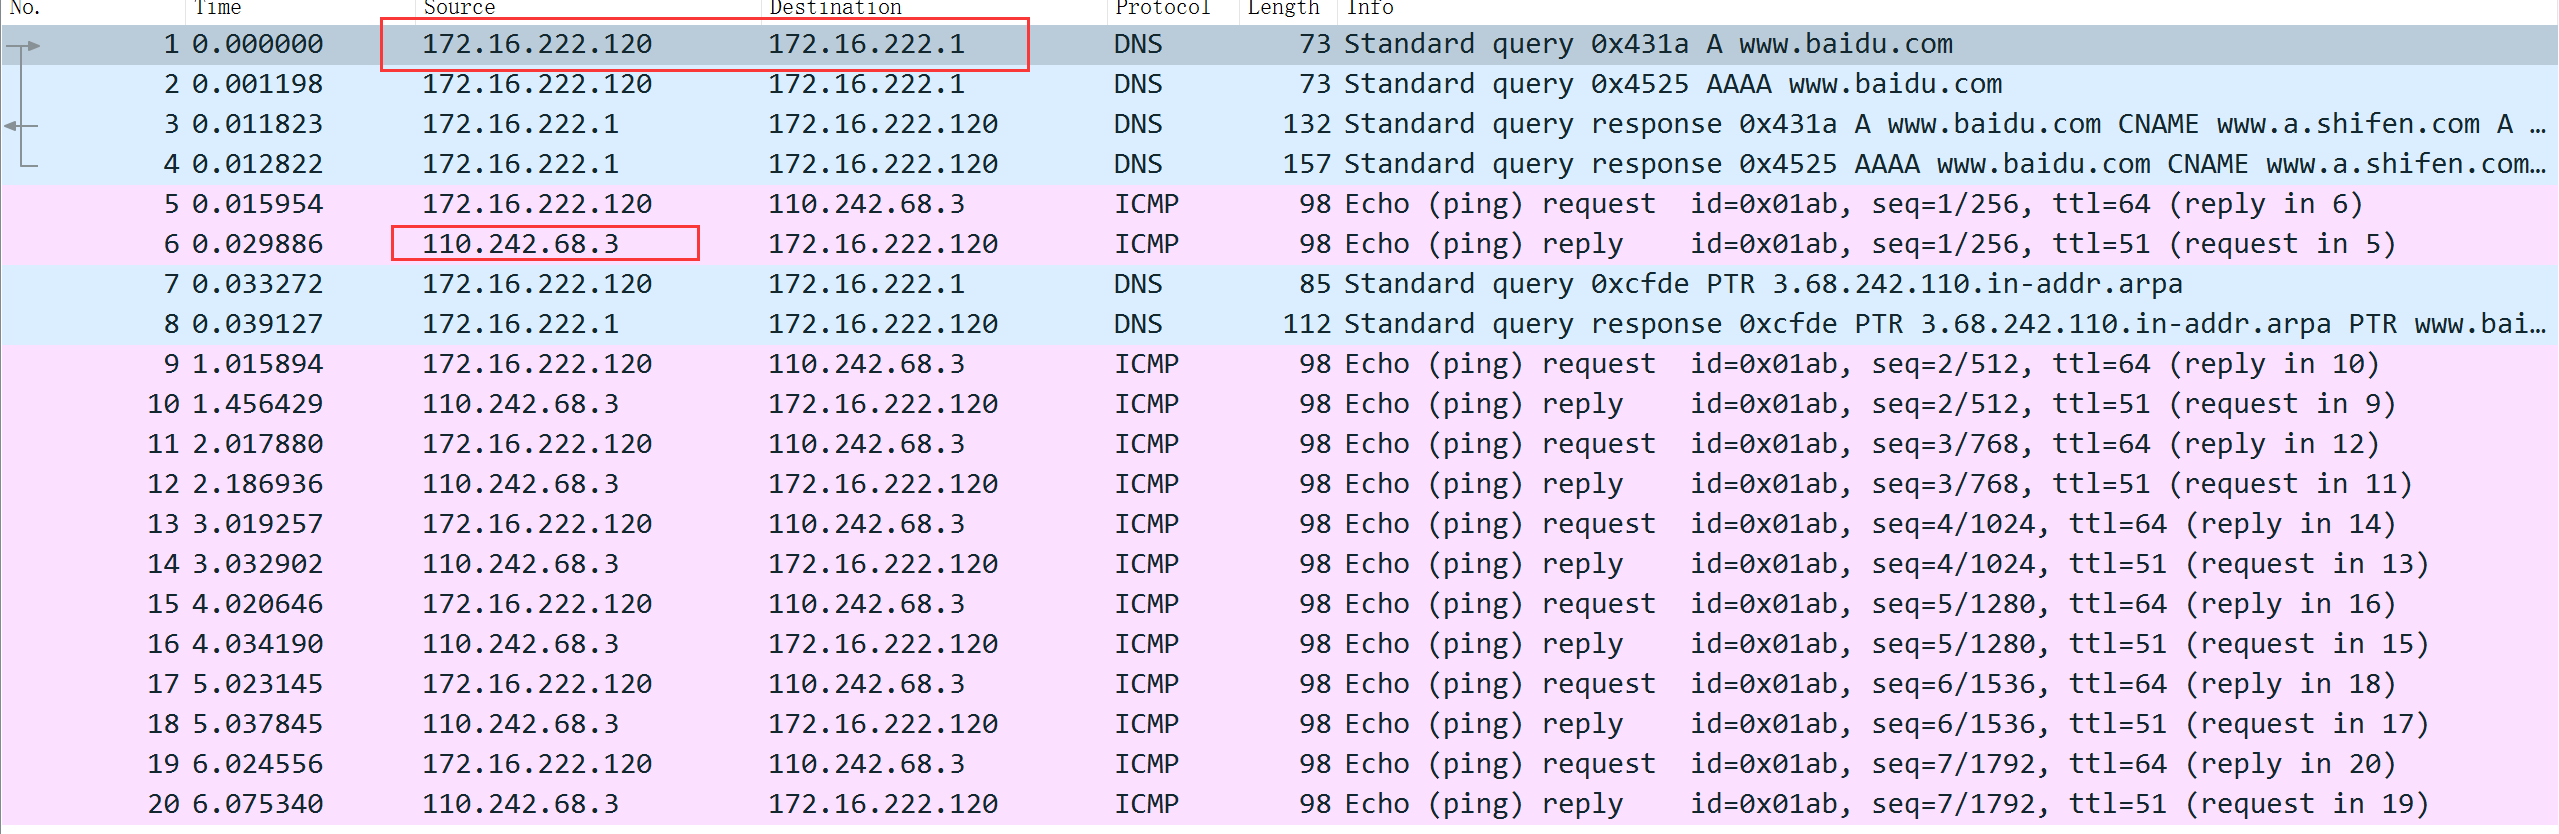 No. Time Source Destination Protocol Length Info
1 0.000000 172.16.222.120 172.16.222.1 DNS 73 Standard query 0x431a A www.baidu.com
2 0.001198 172.16.222.120 172.16.222.1 DNS 73 Standard query 0x4525 AAAA www.baidu.com
3 0.011823 172.16.222.1 172.16.222.120 DNS 132 Standard query response 0x431a A www.baidu.com CNAME www.a.shifen.com A …
4 0.012822 172.16.222.1 172.16.222.120 DNS 157 Standard query response 0x4525 AAAA www.baidu.com CNAME www.a.shifen.com…
5 0.015954 172.16.222.120 110.242.68.3 ICMP 98 Echo (ping) request id=0x01ab, seq=1/256, ttl=64 (reply in 6)
6 0.029886 110.242.68.3 172.16.222.120 ICMP 98 Echo (ping) reply id=0x01ab, seq=1/256, ttl=51 (request in 5)
7 0.033272 172.16.222.120 172.16.222.1 DNS 85 Standard query 0xcfde PTR 3.68.242.110.in-addr.arpa
8 0.039127 172.16.222.1 172.16.222.120 DNS 112 Standard query response 0xcfde PTR 3.68.242.110.in-addr.arpa PTR www.bai…
9 1.015894 172.16.222.120 110.242.68.3 ICMP 98 Echo (ping) request id=0x01ab, seq=2/512, ttl=64 (reply in 10)
10 1.456429 110.242.68.3 172.16.222.120 ICMP 98 Echo (ping) reply id=0x01ab, seq=2/512, ttl=51 (request in 9)
11 2.017880 172.16.222.120 110.242.68.3 ICMP 98 Echo (ping) request id=0x01ab, seq=3/768, ttl=64 (reply in 12)
12 2.186936 110.242.68.3 172.16.222.120 ICMP 98 Echo (ping) reply id=0x01ab, seq=3/768, ttl=51 (request in 11)
13 3.019257 172.16.222.120 110.242.68.3 ICMP 98 Echo (ping) request id=0x01ab, seq=4/1024, ttl=64 (reply in 14)
14 3.032902 110.242.68.3 172.16.222.120 ICMP 98 Echo (ping) reply id=0x01ab, seq=4/1024, ttl=51 (request in 13)
15 4.020646 172.16.222.120 110.242.68.3 ICMP 98 Echo (ping) request id=0x01ab, seq=5/1280, ttl=64 (reply in 16)
16 4.034190 110.242.68.3 172.16.222.120 ICMP 98 Echo (ping) reply id=0x01ab, seq=5/1280, ttl=51 (request in 15)
17 5.023145 172.16.222.120 110.242.68.3 ICMP 98 Echo (ping) request id=0x01ab, seq=6/1536, ttl=64 (reply in 18)
18 5.037845 110.242.68.3 172.16.222.120 ICMP 98 Echo (ping) reply id=0x01ab, seq=6/1536, ttl=51 (request in 17)
19 6.024556 172.16.222.120 110.242.68.3 ICMP 98 Echo (ping) request id=0x01ab, seq=7/1792, ttl=64 (reply in 20)
20 6.075340 110.242.68.3 172.16.222.120 ICMP 98 Echo (ping) reply id=0x01ab, seq=7/1792, ttl=51 (request in 19)